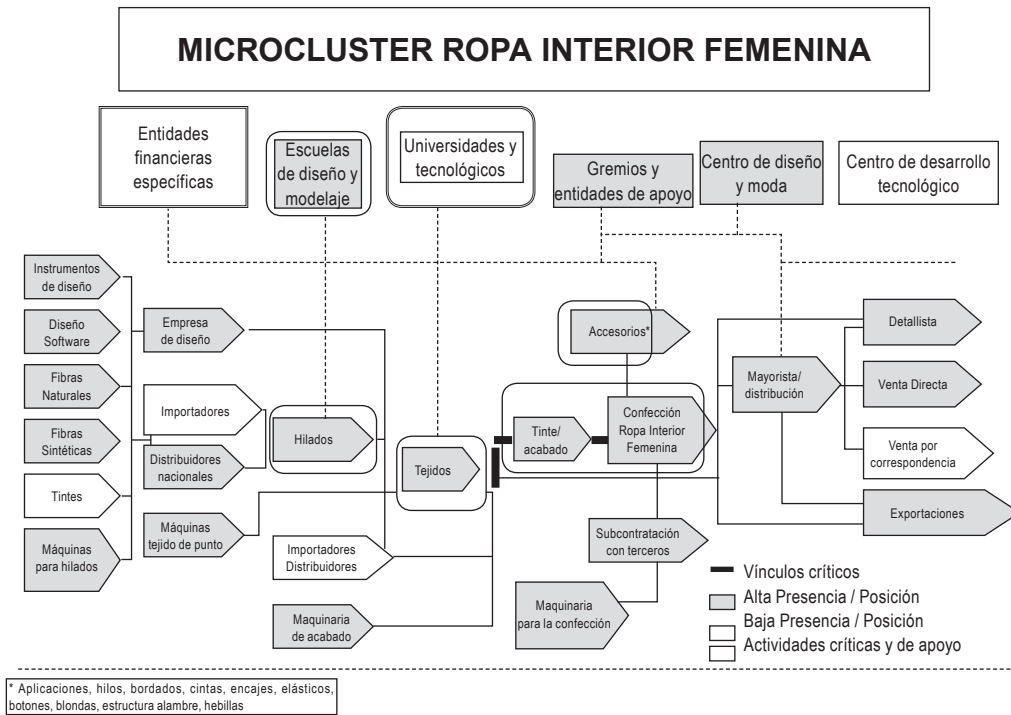 MICROCLUSTER ROPA INTERIOR FEMENINA
Entidades
financieras
específicas
Escuelas
de diseño y
modelaje
Universidades y
tecnológicos
Gremios y
entidades de apoyo
Centro de diseño
y moda
Centro de desarrollo
tecnológico
Instrumentos
de diseño
Diseño
Software
Fibras
Naturales
Fibras
Sintéticas
Tintes
Máquinas
para hilados
Empresa
de diseño
Importadores
Distribuidores
nacionales
Máquinas
tejido de punto
Hilados
Importadores
Distribuidores
Maquinaria
de acabado
Tejidos
Accesorios*
Tinte/
acabado
Confección
Ropa Interior
Femenina
Subcontratación
con terceros
Maquinaria
para la confección
Mayorista/
distribución
Detallista
Venta Directa
Venta por
correspondencia
Exportaciones
Vínculos críticos
Alta Presencia / Posición
Baja Presencia / Posición
Actividades críticas y de apoyo
* Aplicaciones, hilos, bordados, cintas, encajes, elásticos,
botones, blondas, estructura alambre, hebillas